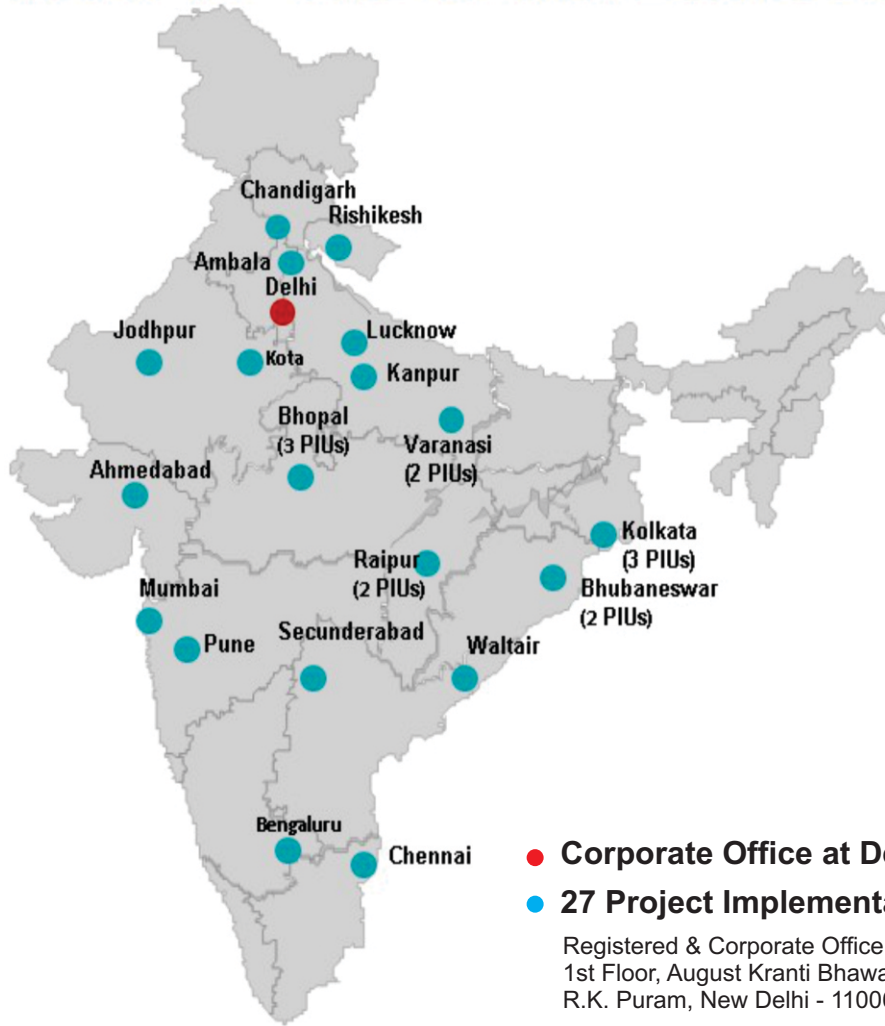 Chandigarh
Rishikesh
Ambala
Delhi
Jodhpur
Lucknow
Kota
Kanpur
Bhopal
(3 PIUs)
Varanasi
(2 PIUs)
Ahmedabad
Kolkata
(3 PIUs)
Raipur
(2 PIUs)
Bhubaneswar
(2 PIUs)
Mumbai
Pune
Secunderabad
Waltair
Bengaluru
Chennai
Corporate Office at
27 Project
Registered & Corporate Office
1st Floor, August Kranti
R.K. Puram, New Delhi -